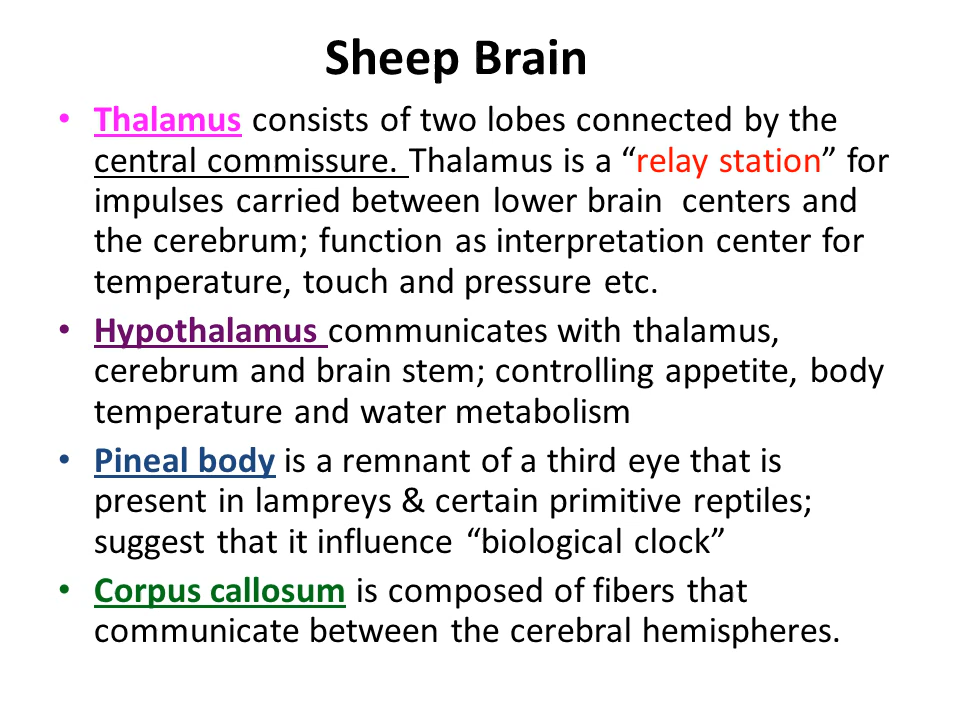 Sheep Brain
• Thalamus consists of two lobes connected by the
central commissure. Thalamus is a “relay station” for
impulses carried between lower brain  centers and
the cerebrum; function as interpretation center for
temperature, touch and pressure etc.
• Hypothalamus communicates with thalamus,
cerebrum and brain stem; controlling appetite, body
temperature and water metabolism
• Pineal body is a remnant of a third eye that is
present in lampreys & certain primitive reptiles;
suggest that it influence “biological clock”
• Corpus callosum is composed of fibers that
communicate between the cerebral hemispheres.